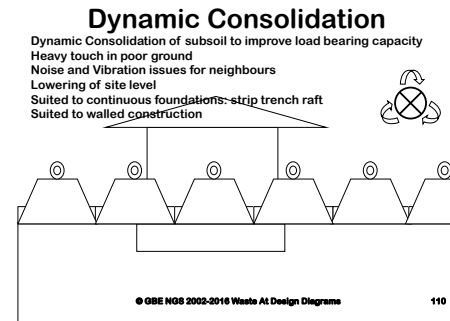 Dynamic Consolidation
Dynamic Consolidation of subsoil to improve load bearing capacity
Heavy touch in poor ground
Noise and Vibration issues for neighbours
Lowering of site level
Suited to continuous foundations: strip trench raft
Suited to walled construction
© GBE NGS 2002-2016 Waste At Design Diagrams 110